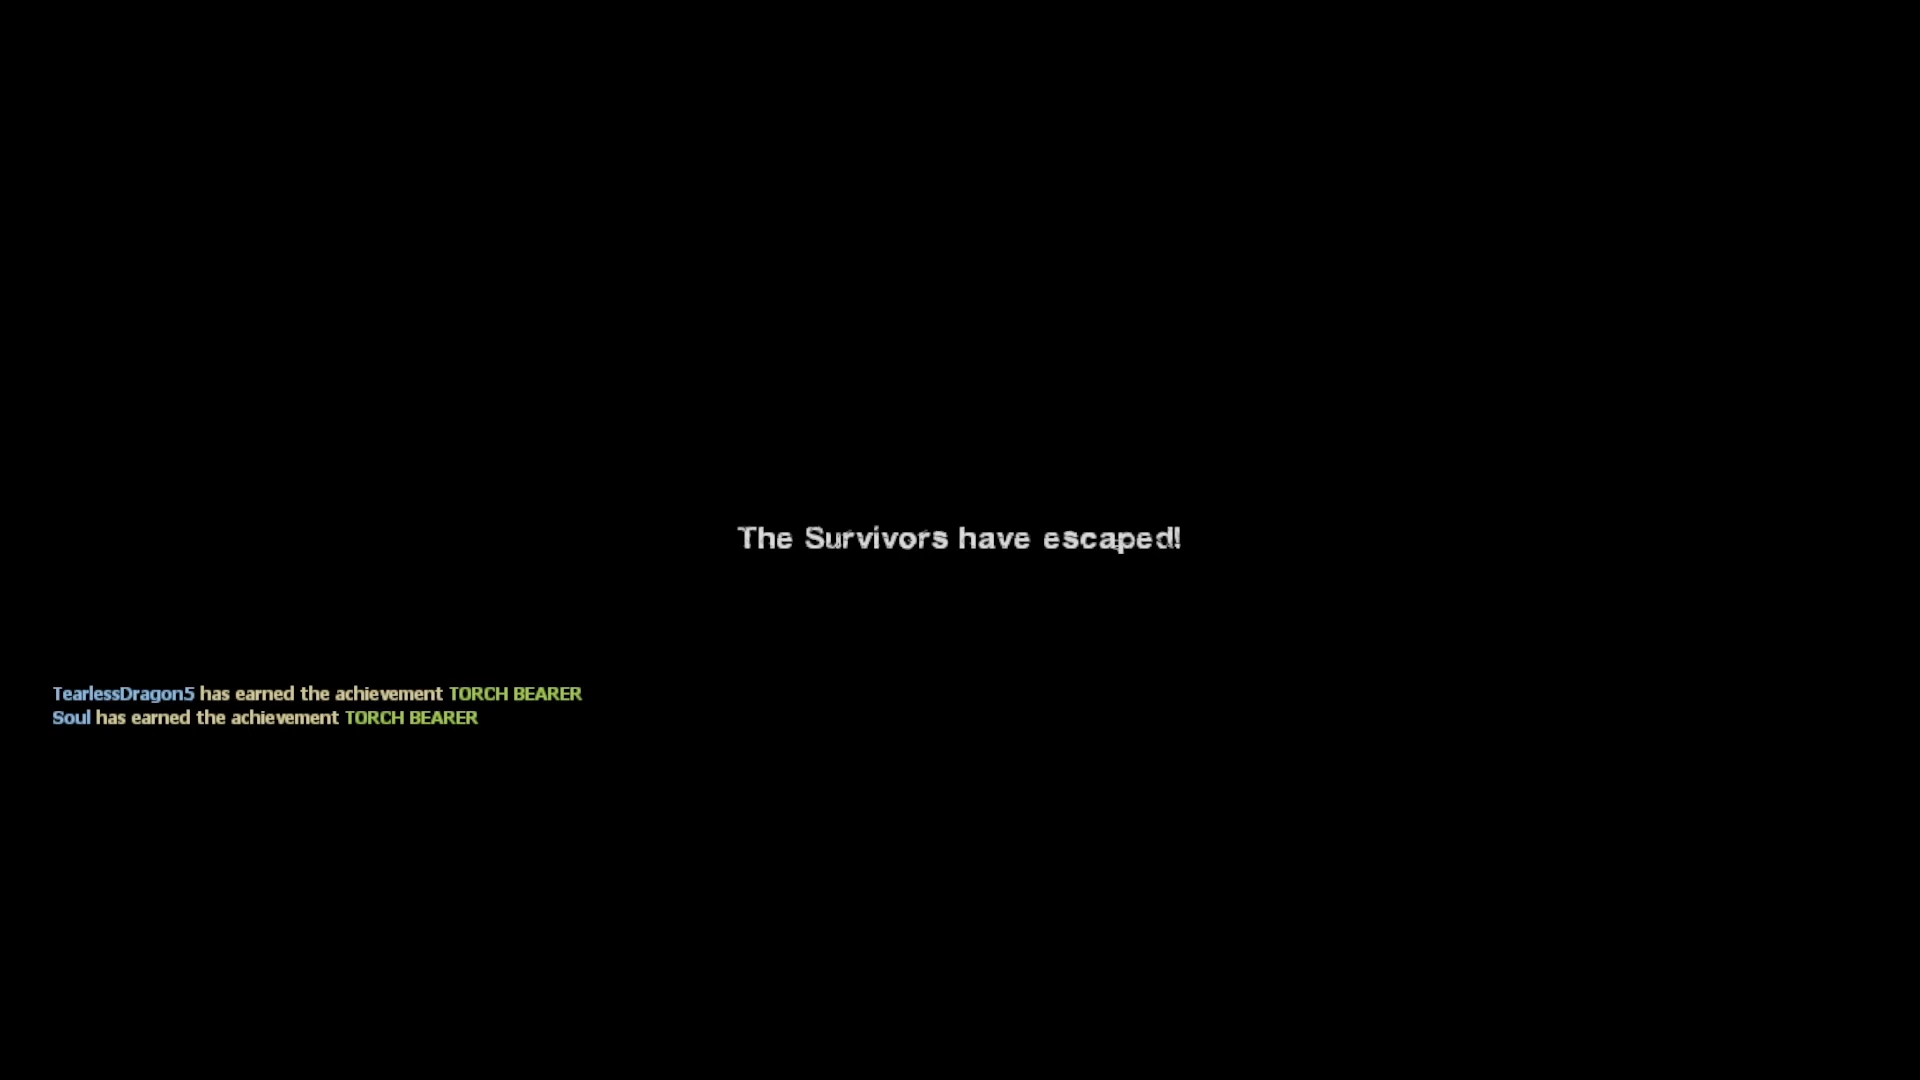 The Survivors have escaped!
TearlessDragon5 has earned the achievement TORCH BEARER
Soul has earned the achievement TORCH BEARER